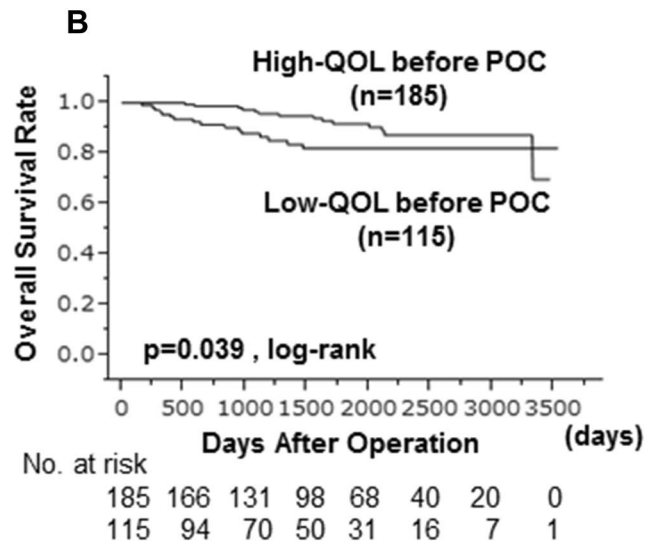 B
High-QOL before POC
(n=185)
Overall Survival Rate
1.0
0.8
0.6
0.4
0.2
0.0
Low-QOL before POC
(n=115)
p=0.039 , log-rank
0 500 1000 1500 2000 2500 3000 3500
Days After Operation (days)
No. at risk
185 166 131 98 68 40 20 0
115 94 70 50 31 16 7 1